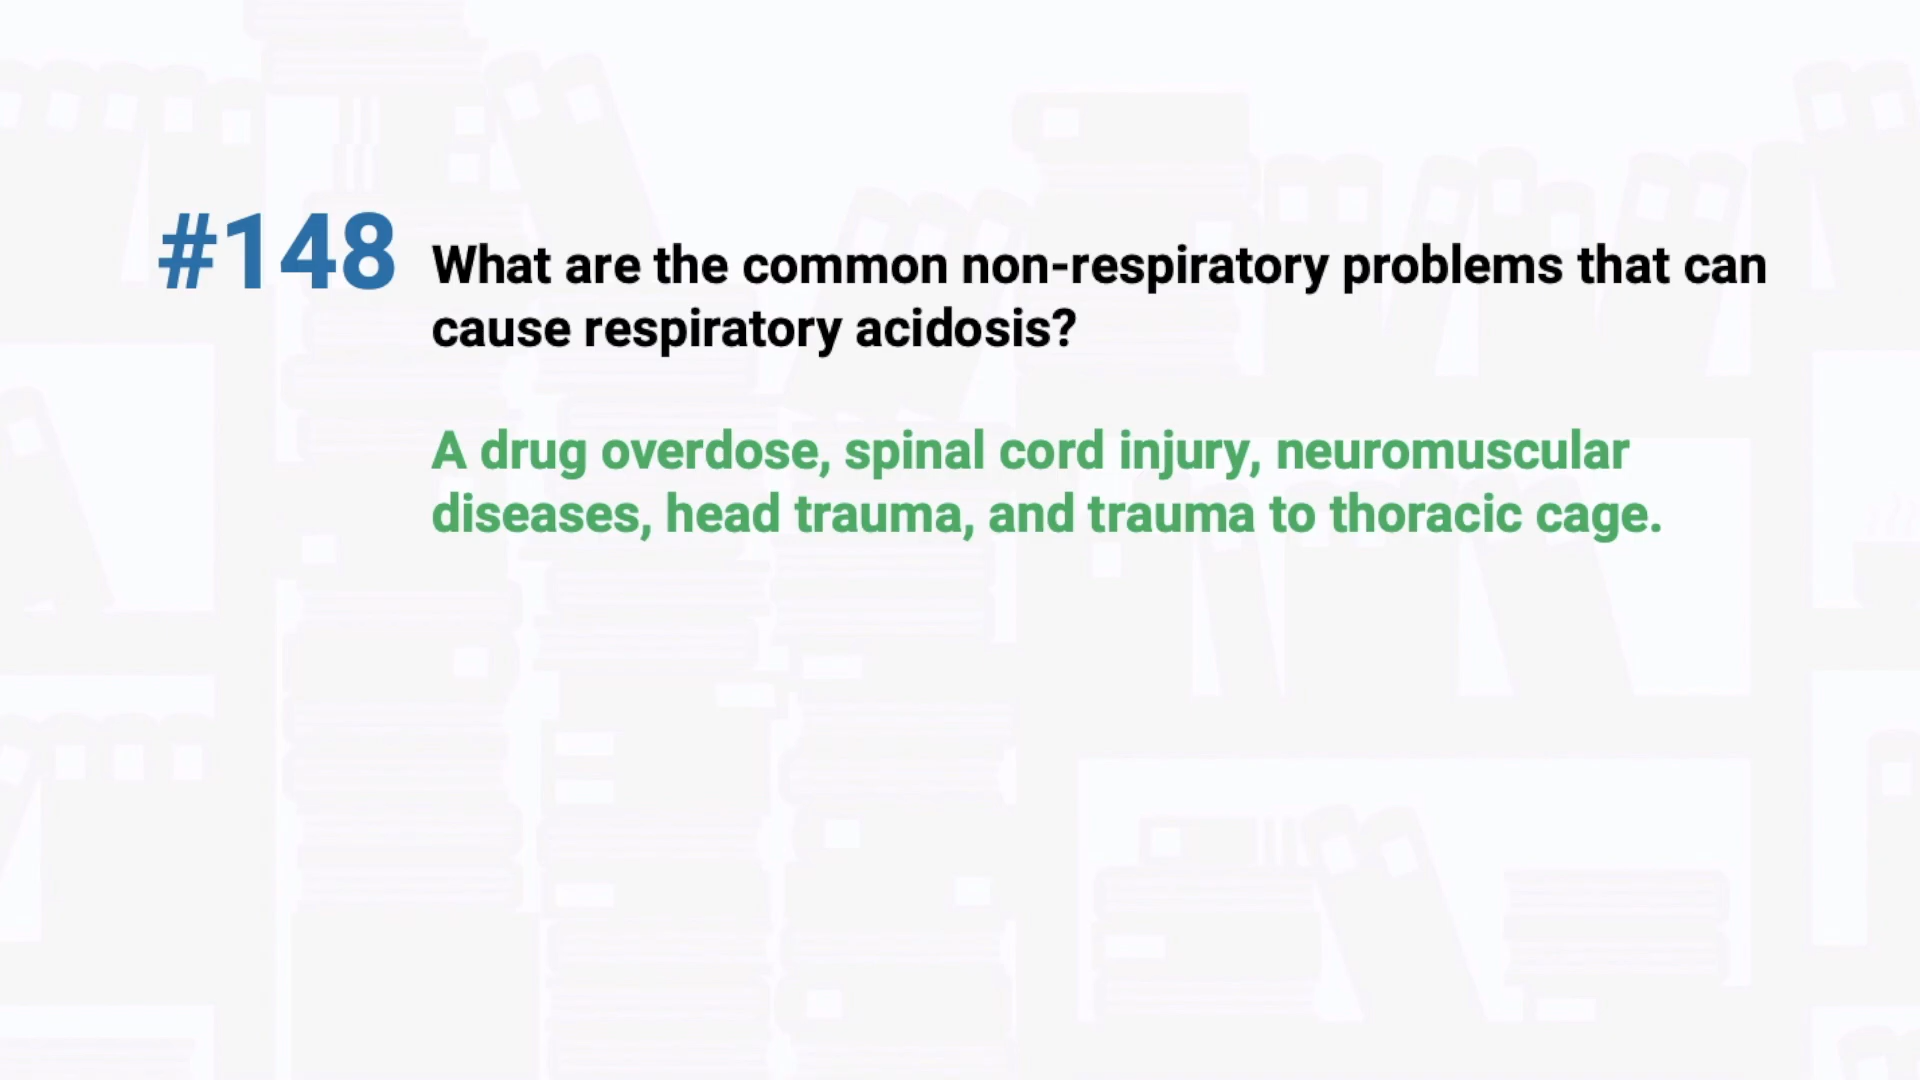 #148 What are the common non-respiratory problems that can
cause respiratory acidosis?
A drug overdose, spinal cord injury, neuromuscular
diseases, head trauma, and trauma to thoracic cage.